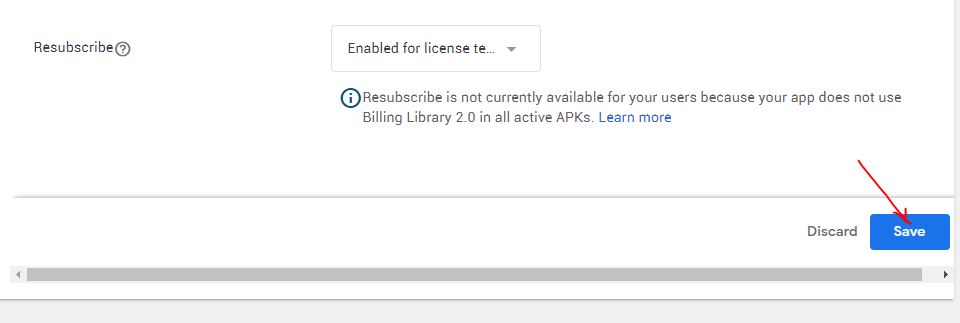 Resubscribe
Enabled for license te...
Resubscribe is not currently available for your users because your app does not use
Billing Library 2.0 in all active APKs. Learn more
Discard
Save